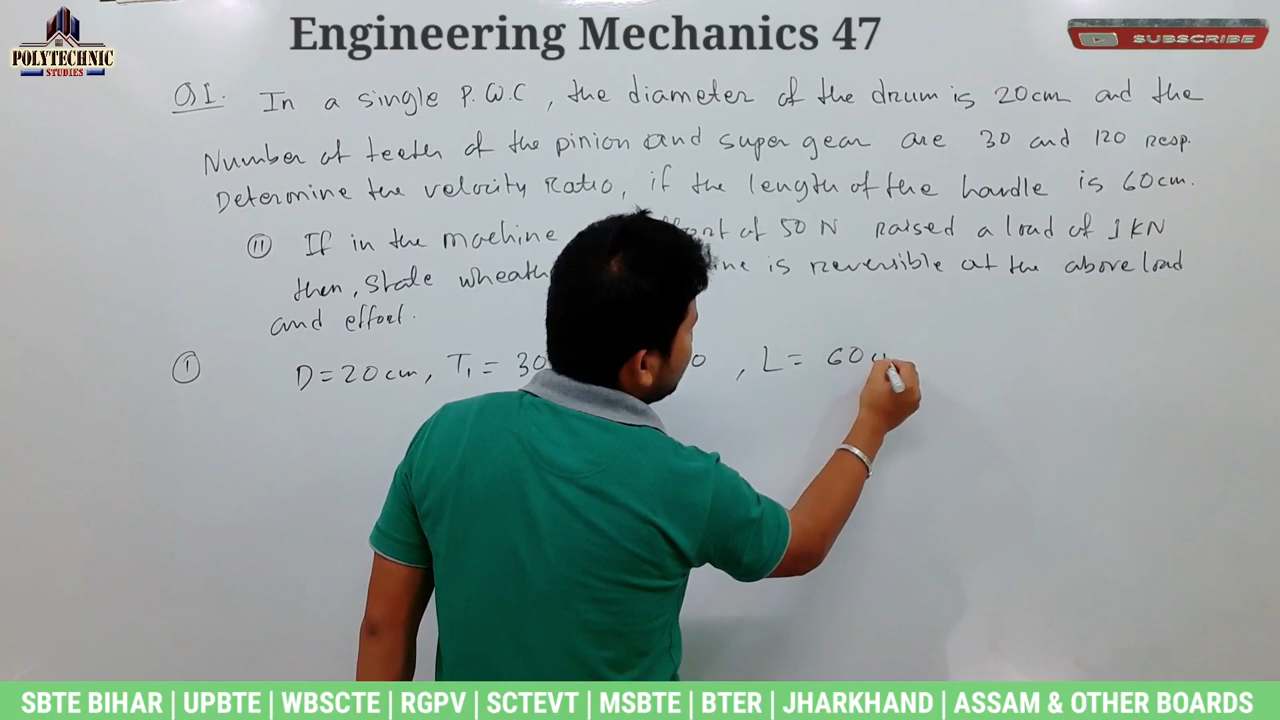 POLYTECHNIC
STUDIES
Engineering Mechanics 47
SUBSCRIBE
Q1. In a single P.W.C, the diameter of the drum is 20cm and the
Number of teeth of the pinion and super gear are 30 and 120 resp.
Determine the velocity Ratio, if the length of the handle is 60cm.
(II) If in the machine of 50 N raised a load of 1 KN
then, state is reversible at the above load
and effort.
(I) D=20cm, T1 = 30 , L = 60
SBTE BIHAR | UPBTE | WBSCTE | RGPV | SCTEVT | MSBTE | BTER | JHARKHAND | ASSAM & OTHER BOARDS